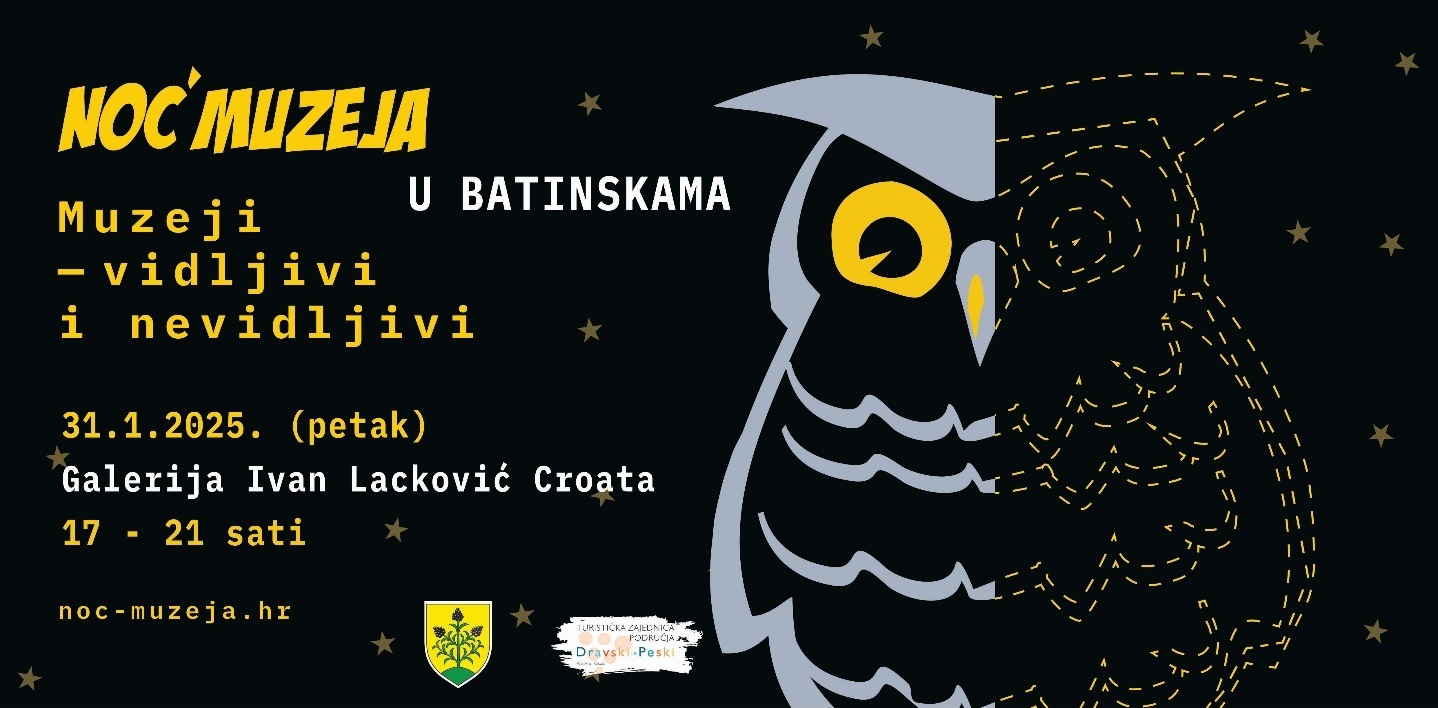 NOĆ MUZEJA
U BATINSKAMA
Muzeji
– vidljivi
i nevidljivi
31.1.2025. (petak)
Galerija Ivan Lacković Croata
17 - 21 sati
noc-muzeja.hr
TURISTIČKA ZAJEDNICA
PODRUČJA
Dravski Peski